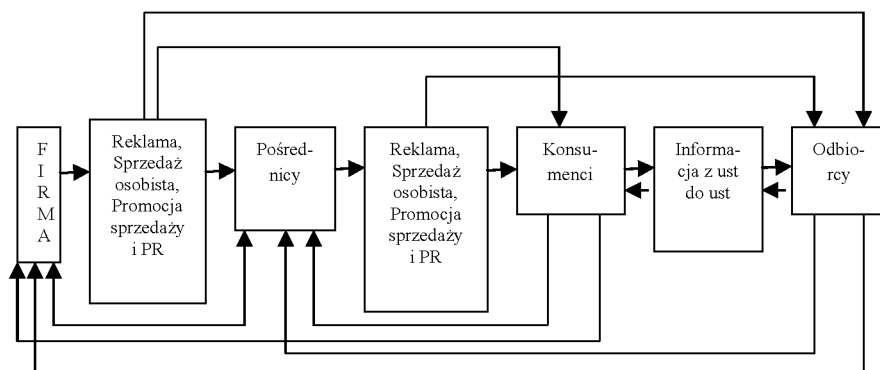 F
I
R
M
A
Reklama,
Sprzedaż
osobista,
Promocja
sprzedaży
i PR
Pośred-
nicy
Reklama,
Sprzedaż
osobista,
Promocja
sprzedaży
i PR
Konsu-
menci
Informa-
cja z ust
do ust
Odbio-
rcy